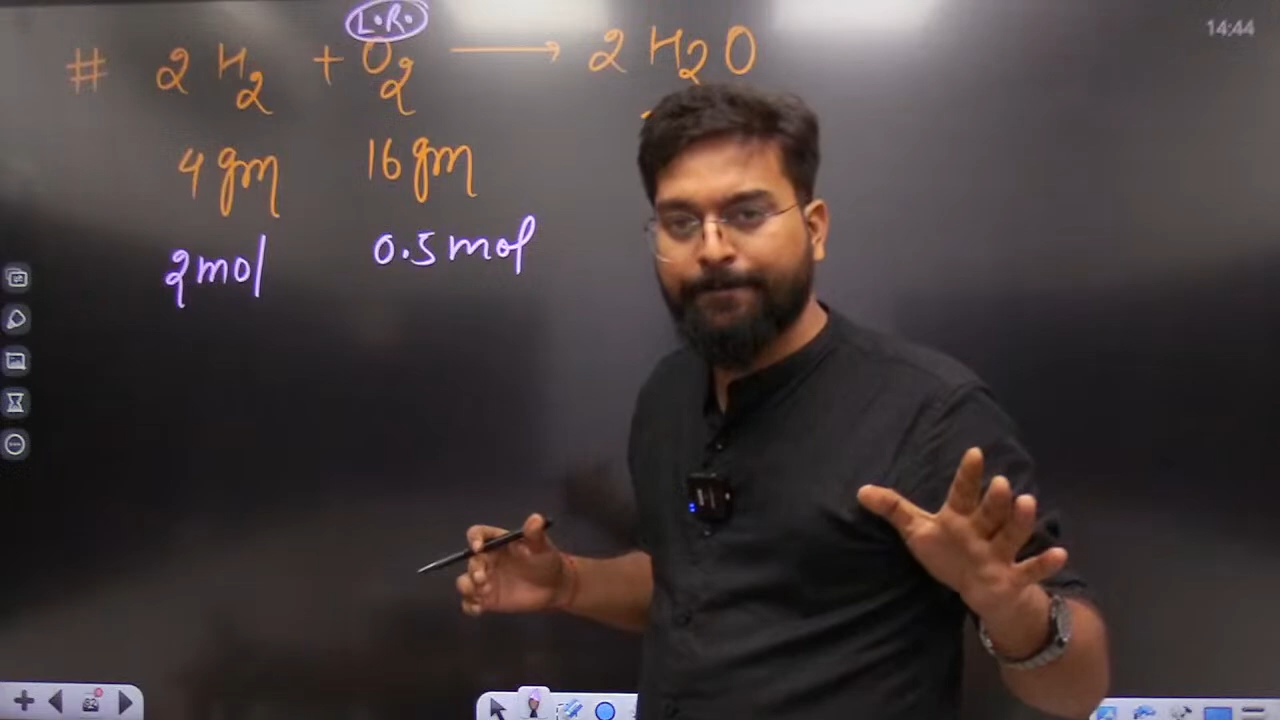 14:44
L.R.
# 2 H2 + O2 → 2 H2O
4 gm 16 gm
2 mol 0.5 mol